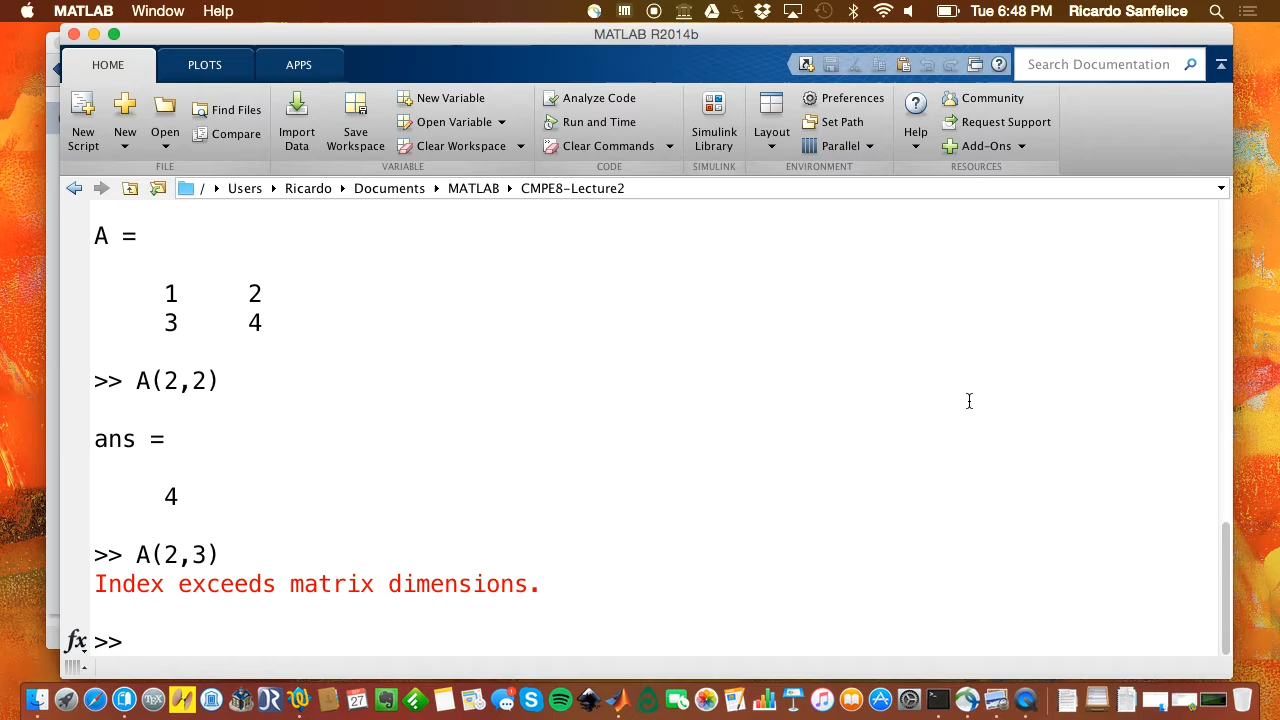 MATLAB Window Help Tue 6:48 PM Ricardo Sanfelice
MATLAB R2014b
HOME PLOTS APPS Search Documentation
New Script New Open Find Files Compare Import Data Save Workspace New Variable Open Variable Clear Workspace Analyze Code Run and Time Clear Commands Simulink Library Layout Preferences Set Path Parallel Help Community Request Support Add-Ons
FILE VARIABLE CODE SIMULINK ENVIRONMENT RESOURCES
/ Users Ricardo Documents MATLAB CMPE8-Lecture2
A =
1 2
3 4
>> A(2,2)
ans =
4
>> A(2,3)
Index exceeds matrix dimensions.
fx >>